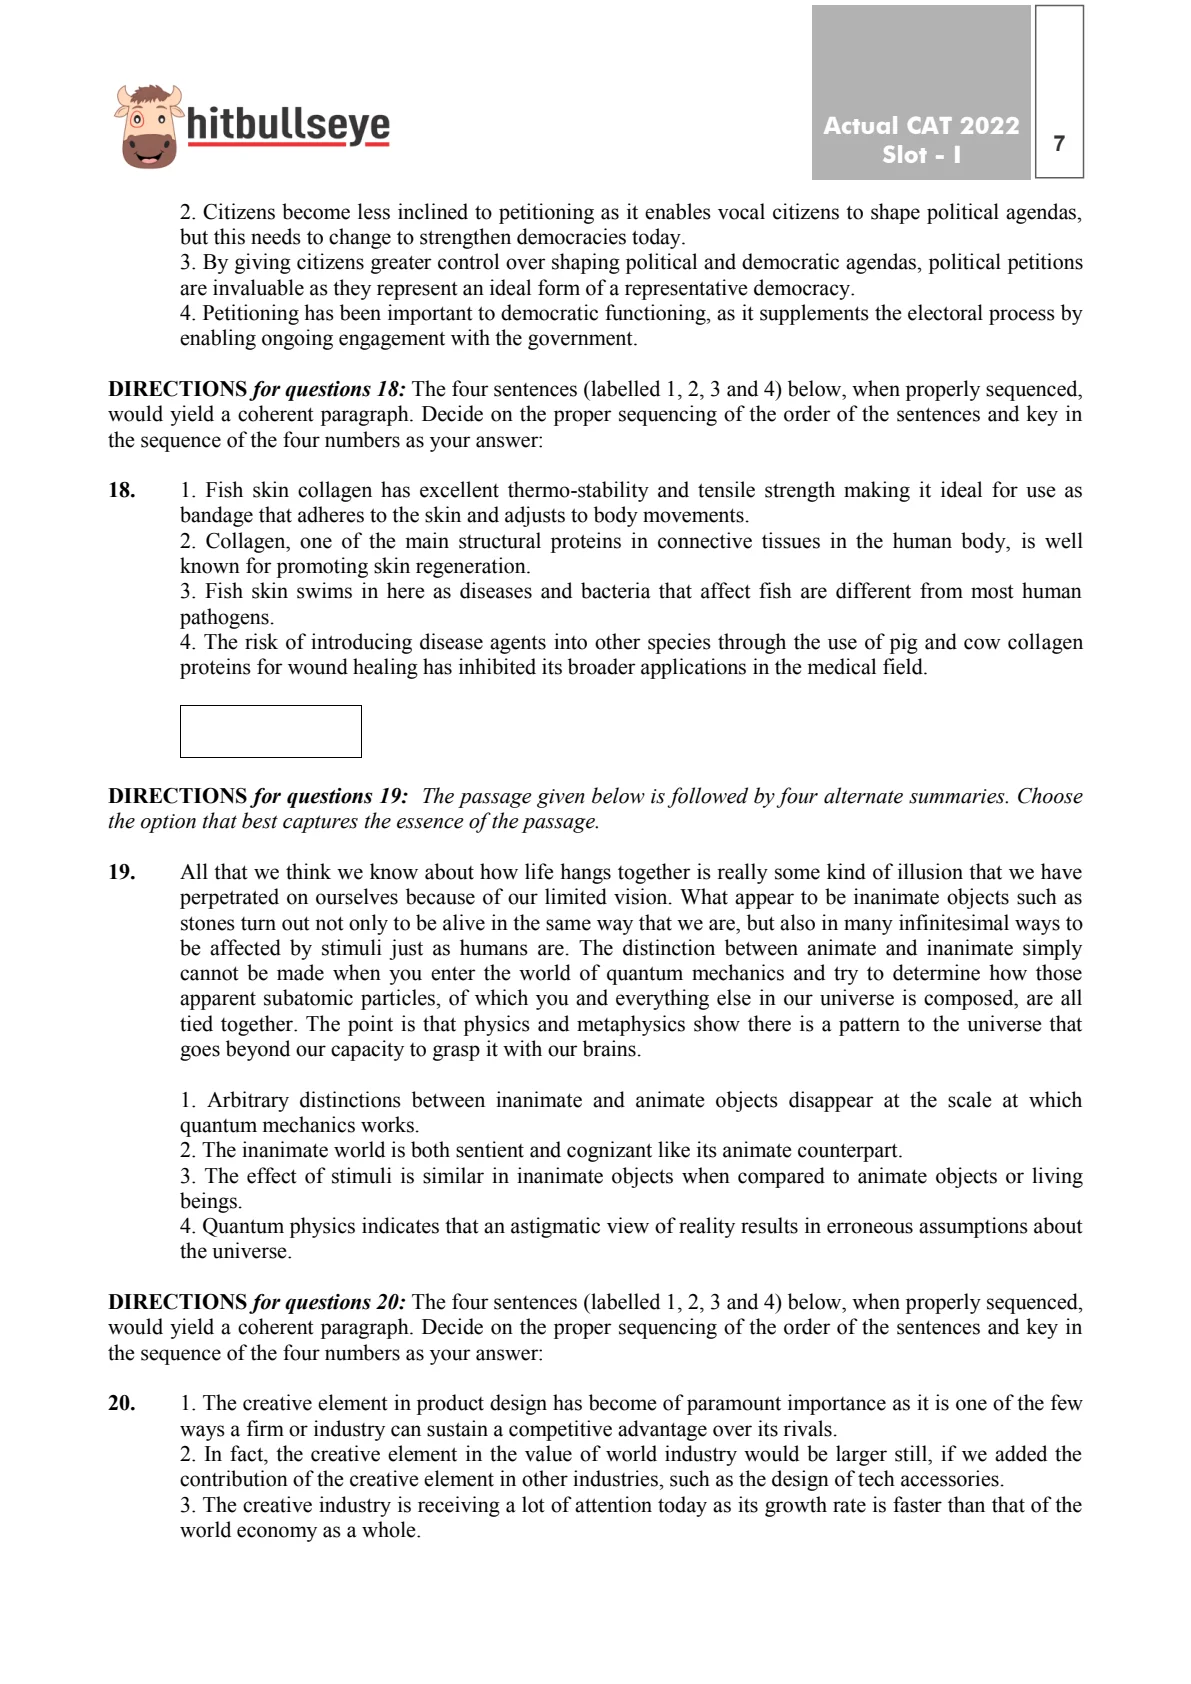 hitbullseye
Actual CAT 2022
Slot - I
7
2. Citizens become less inclined to petitioning as it enables vocal citizens to shape political agendas,
but this needs to change to strengthen democracies today.
3. By giving citizens greater control over shaping political and democratic agendas, political petitions
are invaluable as they represent an ideal form of a representative democracy.
4. Petitioning has been important to democratic functioning, as it supplements the electoral process by
enabling ongoing engagement with the government.
DIRECTIONS for questions 18: The four sentences (labelled 1, 2, 3 and 4) below, when properly sequenced,
would yield a coherent paragraph. Decide on the proper sequencing of the order of the sentences and key in
the sequence of the four numbers as your answer:
18. 1. Fish skin collagen has excellent thermo-stability and tensile strength making it ideal for use as
bandage that adheres to the skin and adjusts to body movements.
2. Collagen, one of the main structural proteins in connective tissues in the human body, is well
known for promoting skin regeneration.
3. Fish skin swims in here as diseases and bacteria that affect fish are different from most human
pathogens.
4. The risk of introducing disease agents into other species through the use of pig and cow collagen
proteins for wound healing has inhibited its broader applications in the medical field.
DIRECTIONS for questions 19: The passage given below is followed by four alternate summaries. Choose
the option that best captures the essence of the passage.
19. All that we think we know about how life hangs together is really some kind of illusion that we have
perpetrated on ourselves because of our limited vision. What appear to be inanimate objects such as
stones turn out not only to be alive in the same way that we are, but also in many infinitesimal ways to
be affected by stimuli just as humans are. The distinction between animate and inanimate simply
cannot be made when you enter the world of quantum mechanics and try to determine how those
apparent subatomic particles, of which you and everything else in our universe is composed, are all
tied together. The point is that physics and metaphysics show there is a pattern to the universe that
goes beyond our capacity to grasp it with our brains.
1. Arbitrary distinctions between inanimate and animate objects disappear at the scale at which
quantum mechanics works.
2. The inanimate world is both sentient and cognizant like its animate counterpart.
3. The effect of stimuli is similar in inanimate objects when compared to animate objects or living
beings.
4. Quantum physics indicates that an astigmatic view of reality results in erroneous assumptions about
the universe.
DIRECTIONS for questions 20: The four sentences (labelled 1, 2, 3 and 4) below, when properly sequenced,
would yield a coherent paragraph. Decide on the proper sequencing of the order of the sentences and key in
the sequence of the four numbers as your answer:
20. 1. The creative element in product design has become of paramount importance as it is one of the few
ways a firm or industry can sustain a competitive advantage over its rivals.
2. In fact, the creative element in the value of world industry would be larger still, if we added the
contribution of the creative element in other industries, such as the design of tech accessories.
3. The creative industry is receiving a lot of attention today as its growth rate is faster than that of the
world economy as a whole.